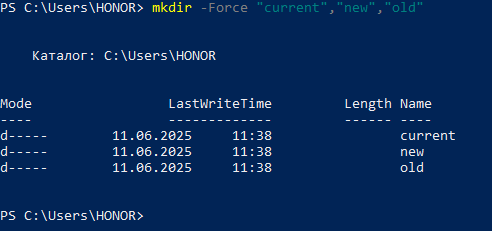 PS C:\Users\HONOR> mkdir -Force "current","new","old"
Каталог: C:\Users\HONOR
Mode                 LastWriteTime         Length Name
----                 -------------         ------ ----
d-----        11.06.2025     11:38                current
d-----        11.06.2025     11:38                new
d-----        11.06.2025     11:38                old
PS C:\Users\HONOR>